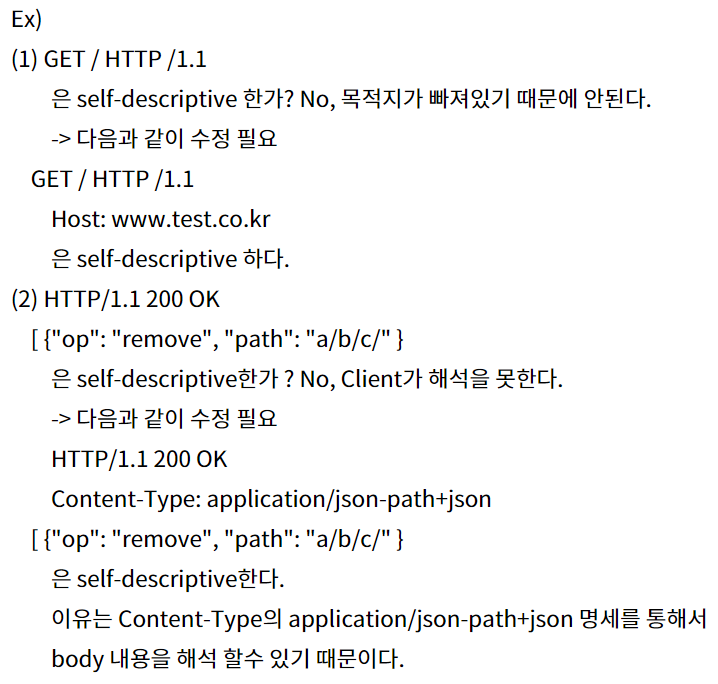 Ex)
(1) GET / HTTP /1.1
은 self-descriptive 한가? No, 목적지가 빠져있기 때문에 안된다.
-> 다음과 같이 수정 필요
GET / HTTP /1.1
Host: www.test.co.kr
은 self-descriptive 하다.
(2) HTTP/1.1 200 OK
[ {"op": "remove", "path": "a/b/c/" }
은 self-descriptive한가 ? No, Client가 해석을 못한다.
-> 다음과 같이 수정 필요
HTTP/1.1 200 OK
Content-Type: application/json-path+json
[ {"op": "remove", "path": "a/b/c/" }
은 self-descriptive한다.
이유는 Content-Type의 application/json-path+json 명세를 통해서
body 내용을 해석 할수 있기 때문이다.